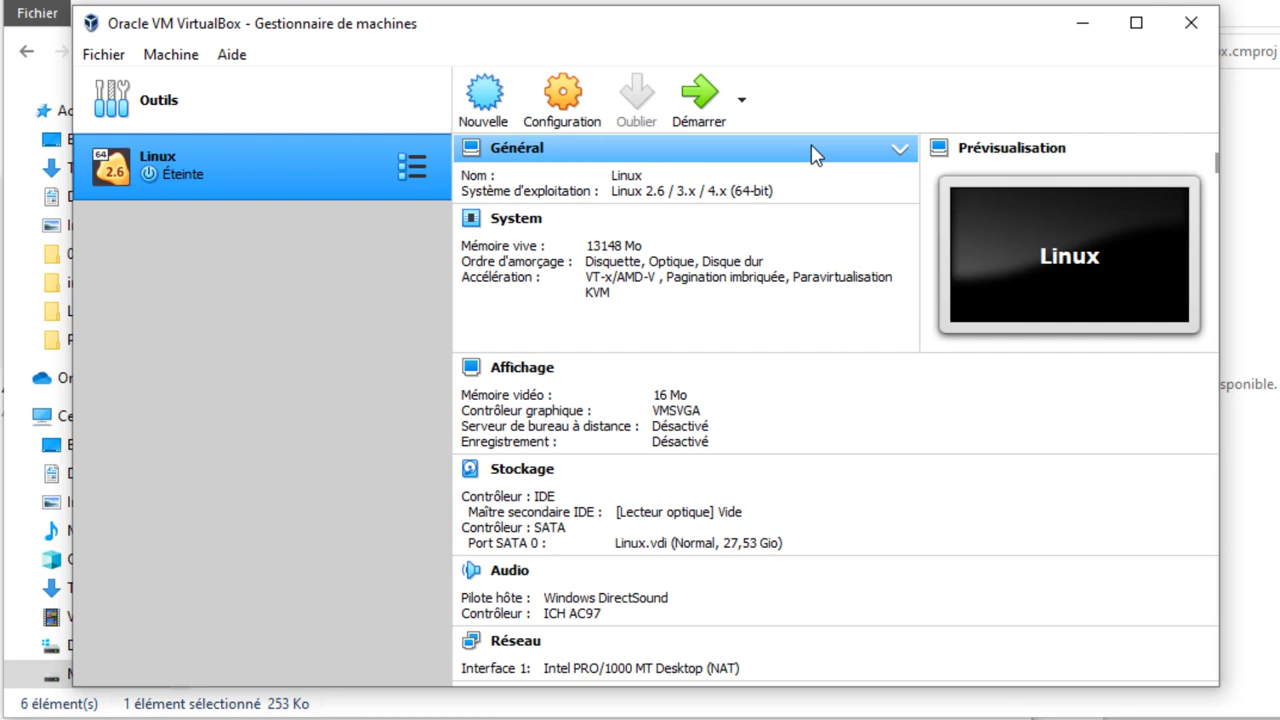 Fichier
Oracle VM VirtualBox - Gestionnaire de machines
Fichier Machine Aide
x.cmproj
Outils
Nouvelle Configuration Oublier Démarrer
64
2.6
Linux
Éteinte
Général
Nom : Linux
Système d'exploitation : Linux 2.6 / 3.x / 4.x (64-bit)
Prévisualisation
Linux
System
Mémoire vive : 13148 Mo
Ordre d'amorçage : Disquette, Optique, Disque dur
Accélération : VT-x/AMD-V , Pagination imbriquée, Paravirtualisation
KVM
Affichage
Mémoire vidéo : 16 Mo
Contrôleur graphique : VMSVGA
Serveur de bureau à distance : Désactivé
Enregistrement : Désactivé
sponible.
Stockage
Contrôleur : IDE
Maître secondaire IDE : [Lecteur optique] Vide
Contrôleur : SATA
Port SATA 0 : Linux.vdi (Normal, 27,53 Gio)
Audio
Pilote hôte : Windows DirectSound
Contrôleur : ICH AC97
Réseau
Interface 1: Intel PRO/1000 MT Desktop (NAT)
6 élément(s) 1 élément sélectionné 253 Ko